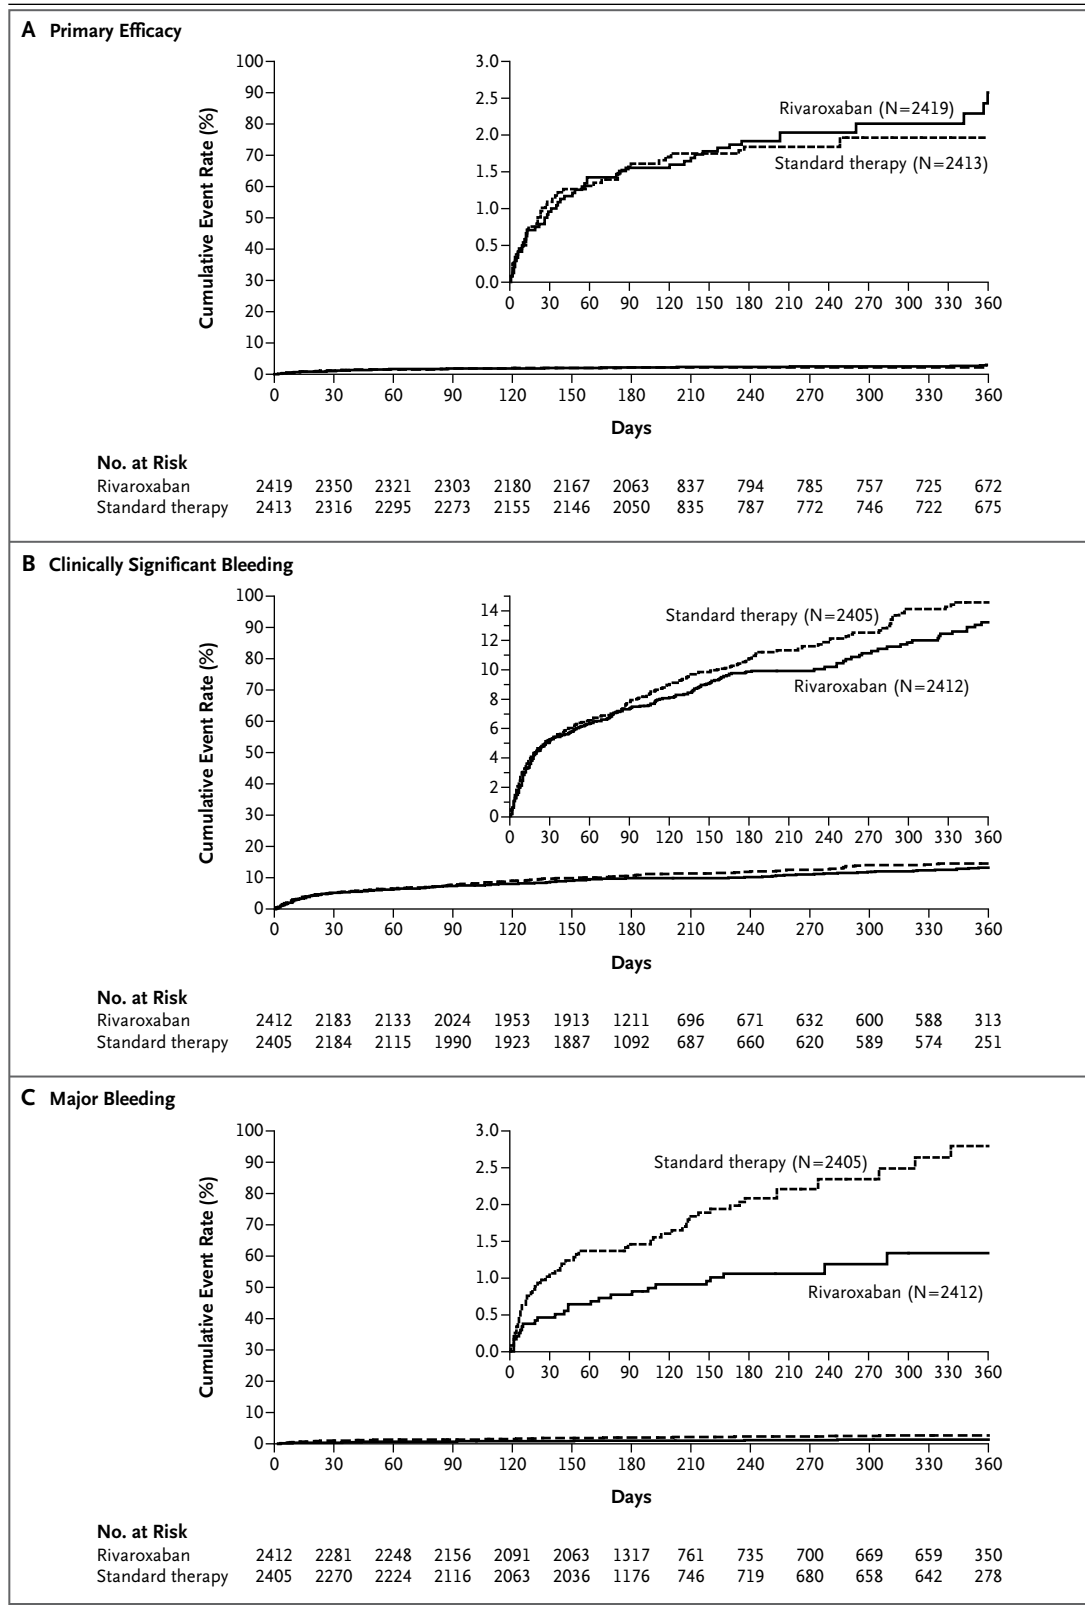 A Primary Efficacy
Cumulative Event Rate (%)
100
90
80
70
60
50
40
30
20
10
0
0 30 60 90 120 150 180 210 240 270 300 330 360
Days
3.0
2.5
2.0
1.5
1.0
0.5
0.0
0 30 60 90 120 150 180 210 240 270 300 330 360
Rivaroxaban (N=2419)
Standard therapy (N=2413)
No. at Risk
Rivaroxaban 2419 2350 2321 2303 2180 2167 2063 837 794 785 757 725 672
Standard therapy 2413 2316 2295 2273 2155 2146 2050 835 787 772 746 722 675
B Clinically Significant Bleeding
Cumulative Event Rate (%)
100
90
80
70
60
50
40
30
20
10
0
0 30 60 90 120 150 180 210 240 270 300 330 360
Days
14
12
10
8
6
4
2
0
0 30 60 90 120 150 180 210 240 270 300 330 360
Standard therapy (N=2405)
Rivaroxaban (N=2412)
No. at Risk
Rivaroxaban 2412 2183 2133 2024 1953 1913 1211 696 671 632 600 588 313
Standard therapy 2405 2184 2115 1990 1923 1887 1092 687 660 620 589 574 251
C Major Bleeding
Cumulative Event Rate (%)
100
90
80
70
60
50
40
30
20
10
0
0 30 60 90 120 150 180 210 240 270 300 330 360
Days
3.0
2.5
2.0
1.5
1.0
0.5
0.0
0 30 60 90 120 150 180 210 240 270 300 330 360
Standard therapy (N=2405)
Rivaroxaban (N=2412)
No. at Risk
Rivaroxaban 2412 2281 2248 2156 2091 2063 1317 761 735 700 669 659 350
Standard therapy 2405 2270 2224 2116 2063 2036 1176 746 719 680 658 642 278